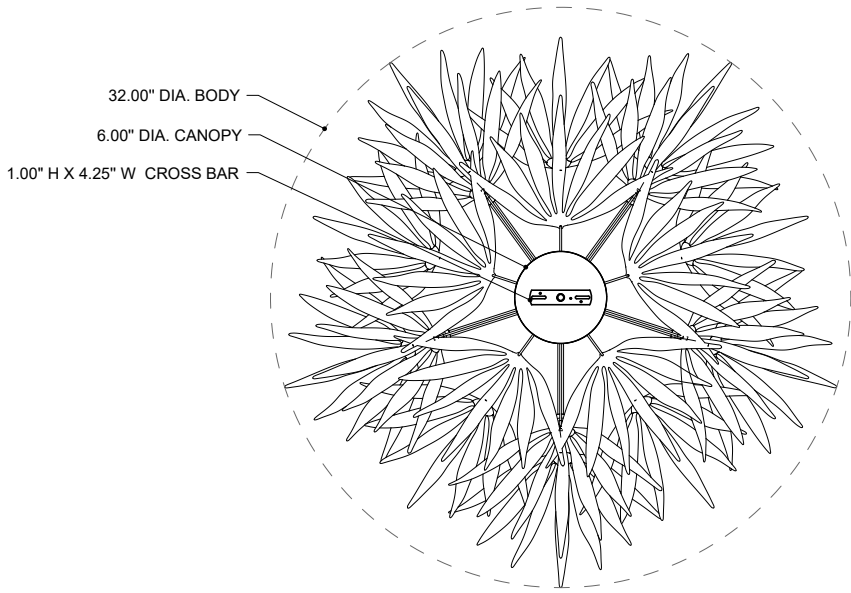 32.00" DIA. BODY
6.00" DIA. CANOPY
1.00" H X 4.25" W  CROSS BAR